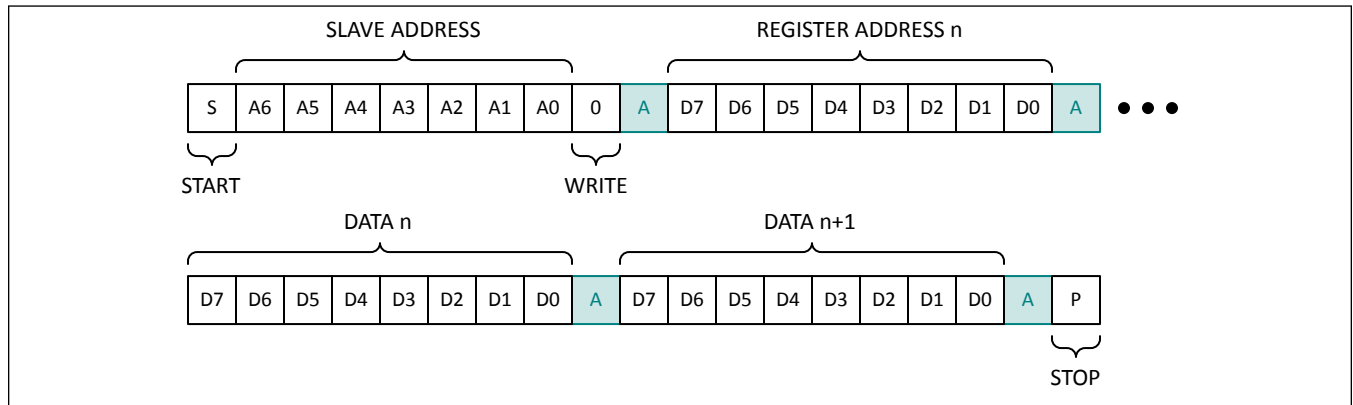 SLAVE ADDRESS REGISTER ADDRESS n
S A6 A5 A4 A3 A2 A1 A0 0 A D7 D6 D5 D4 D3 D2 D1 D0 A
START WRITE
DATA n DATA n+1
D7 D6 D5 D4 D3 D2 D1 D0 A D7 D6 D5 D4 D3 D2 D1 D0 A P
STOP